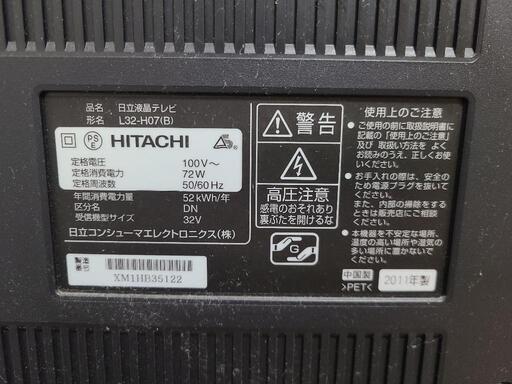 品名 日立液晶テレビ
形名 L32-H07(B)
PS
E
HITACHI
定格電圧 100V～
定格消費電力 72W
定格周波数 50/60Hz
年間消費電力量 52kWh/年
区分名 DN
受信機型サイズ 32V
日立コンシューマエレクトロニクス(株)
製造
番号
XM1HB35122
警告
高圧注意
感電のおそれあり
裏ぶたを開けるな
G
使用上のご注意
●ご使用の前に取扱説明書に
記載の「使用上のご注意」
及び 取扱い方法を よく
お読みのうえ、正しくお使
いください。
●お手入れの際は、安全の
ため電源プラグを抜いて
ください。
また、内部の掃除をする
ときは販売店にご相談
ください。
●本機器を不安定な場所、
温度の高い場所や湿気の
多い場所に置かないで
ください。
中国製
>PET<
2011年製